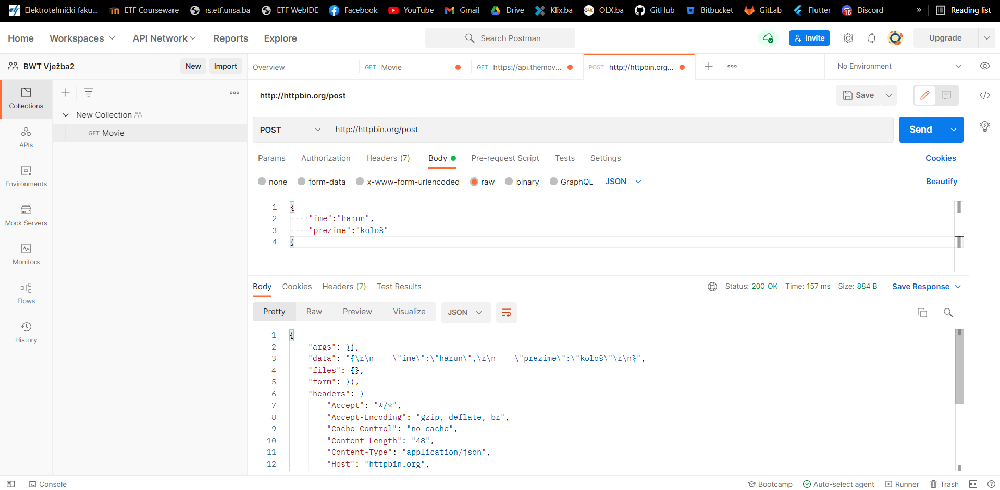 Elektrotehnički faku... ETF Courseware rs.etf.unsa.ba ETF WebIDE Facebook YouTube Gmail Drive Klix.ba OLX OLX.ba GitHub Bitbucket GitLab Flutter 16 Discord » Reading list
Home Workspaces API Network Reports Explore Search Postman Invite Upgrade
BWT Vježba2 New Import Overview GET Movie GET https://api.themov... POST http://httpbin.org... No Environment
Collections
New Collection
GET Movie
APIs
Environments
Mock Servers
Monitors
Flows
History
http://httpbin.org/post Save
POST http://httpbin.org/post Send
Params Authorization Headers (7) Body Pre-request Script Tests Settings Cookies
none form-data x-www-form-urlencoded raw binary GraphQL JSON Beautify
1 {
2 ····"ime":"harun",
3 ····"prezime":"kološ"
4 }
Body Cookies Headers (7) Test Results Status: 200 OK Time: 157 ms Size: 884 B Save Response
Pretty Raw Preview Visualize JSON
1 {
2 "args": {},
3 "data": "{\r\n    \"ime\":\"harun\",\r\n    \"prezime\":\"kološ\"\r\n}",
4 "files": {},
5 "form": {},
6 "headers": {
7 "Accept": "*/*",
8 "Accept-Encoding": "gzip, deflate, br",
9 "Cache-Control": "no-cache",
10 "Content-Length": "48",
11 "Content-Type": "application/json",
12 "Host": "httpbin.org",
Console Bootcamp Auto-select agent Runner Trash